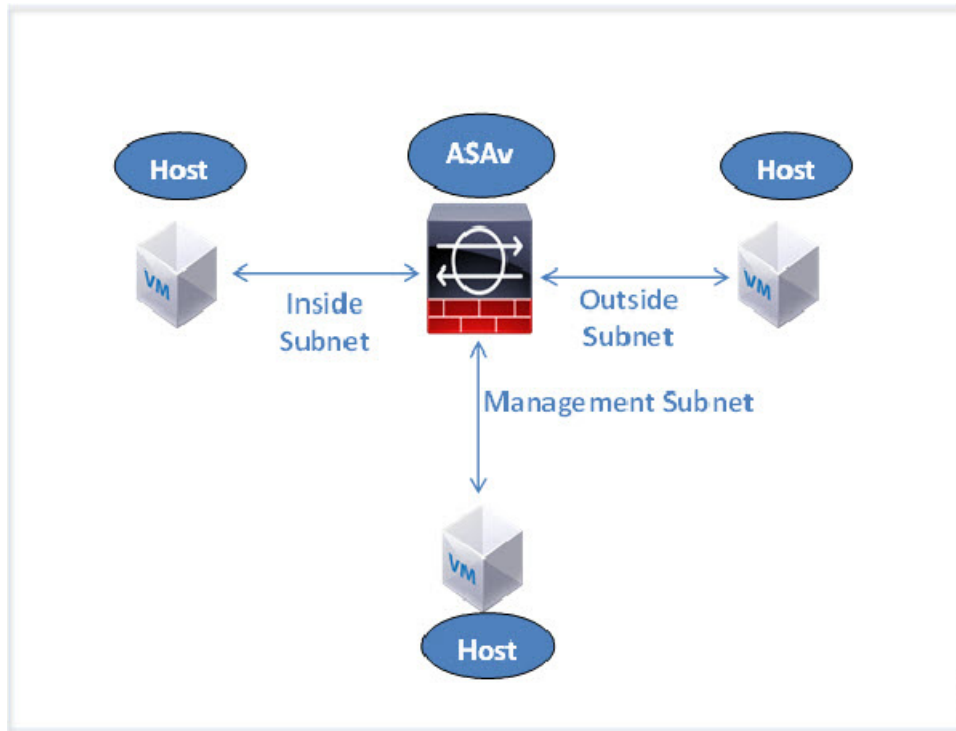 Host
ASAv
Host
VM
VM
Inside
Subnet
Outside
Subnet
Management Subnet
VM
Host